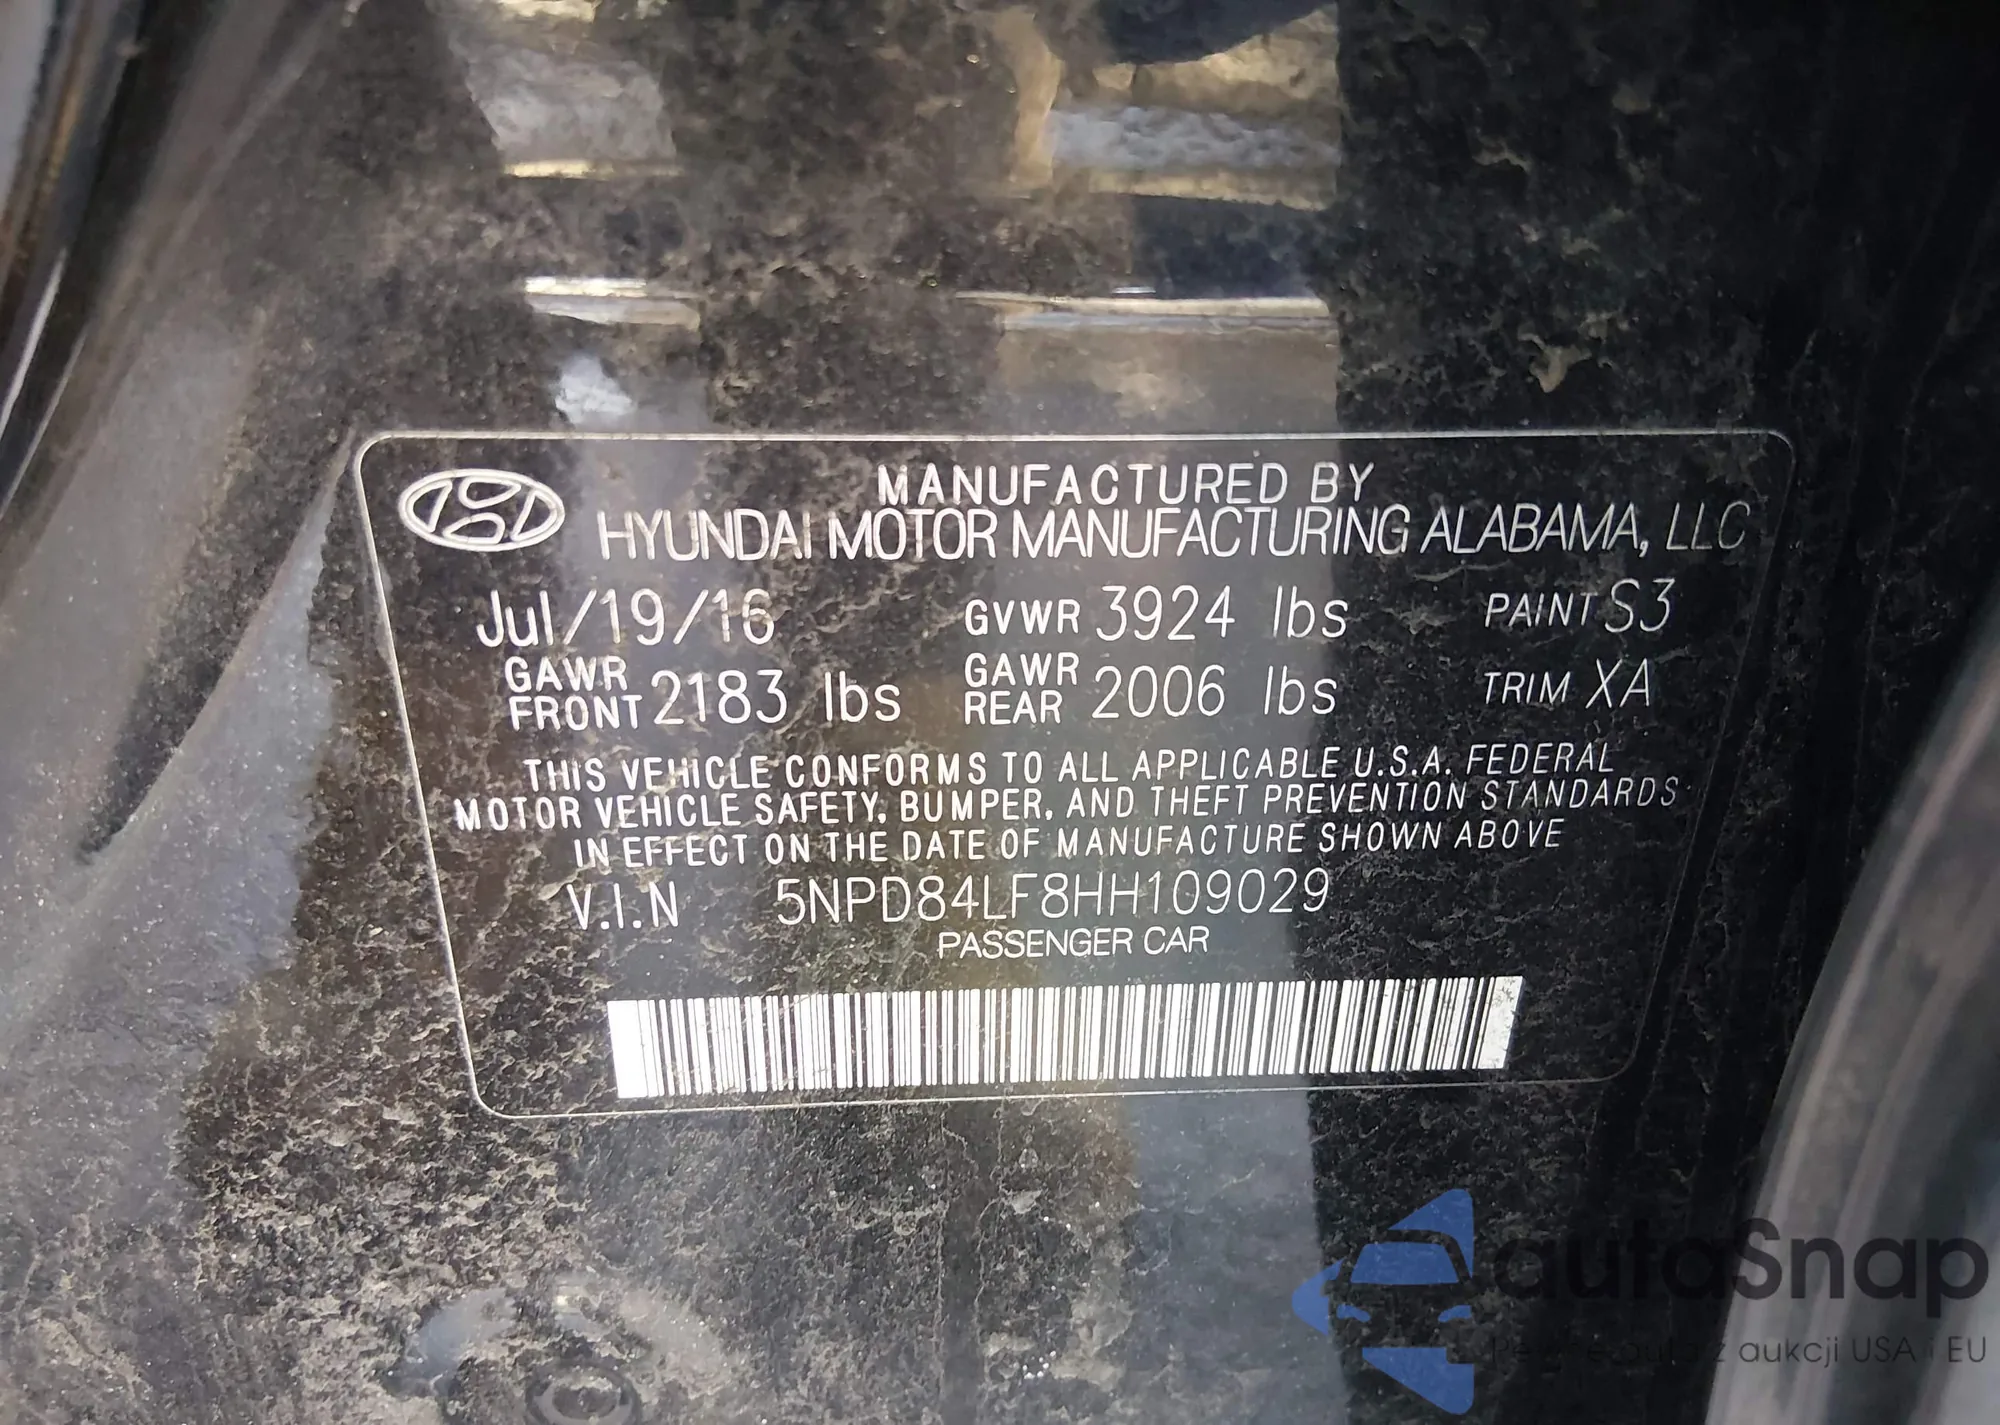 MANUFACTURED BY
HYUNDAI MOTOR MANUFACTURING ALABAMA, LLC
Jul/19/16 GVWR 3924 lbs PAINT S3
GAWR FRONT 2183 lbs GAWR REAR 2006 lbs TRIM XA
THIS VEHICLE CONFORMS TO ALL APPLICABLE U.S.A. FEDERAL
MOTOR VEHICLE SAFETY, BUMPER, AND THEFT PREVENTION STANDARDS
IN EFFECT ON THE DATE OF MANUFACTURE SHOWN ABOVE
V.I.N 5NPD84LF8HH109029
PASSENGER CAR
autaSnap
auta z aukcji USA i EU